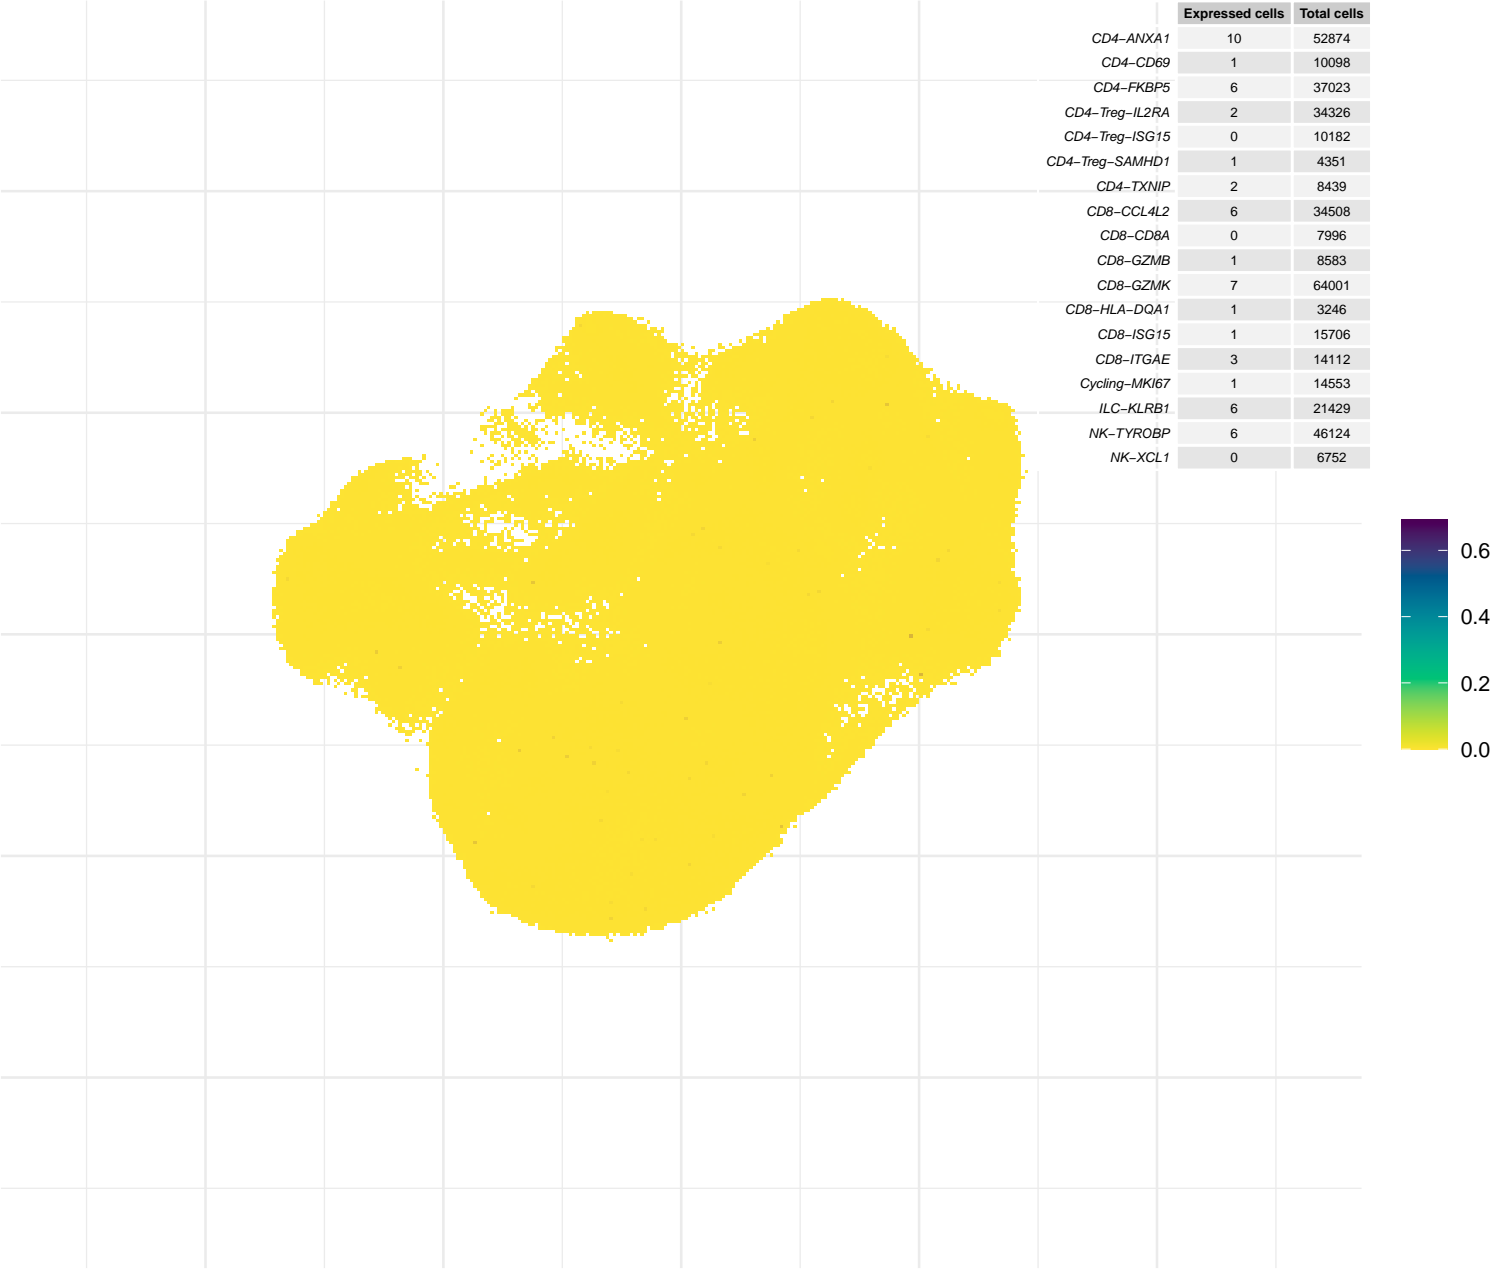 Expressed cells Total cells
CD4−ANXA1 10 52874
CD4−CD69 1 10098
CD4−FKBP5 6 37023
CD4−Treg−IL2RA 2 34326
CD4−Treg−ISG15 0 10182
CD4−Treg−SAMHD1 1 4351
CD4−TXNIP 2 8439
CD8−CCL4L2 6 34508
CD8−CD8A 0 7996
CD8−GZMB 1 8583
CD8−GZMK 7 64001
CD8−HLA−DQA1 1 3246
CD8−ISG15 1 15706
CD8−ITGAE 3 14112
Cycling−MKI67 1 14553
ILC−KLRB1 6 21429
NK−TYROBP 6 46124
NK−XCL1 0 6752
0.6
0.4
0.2
0.0